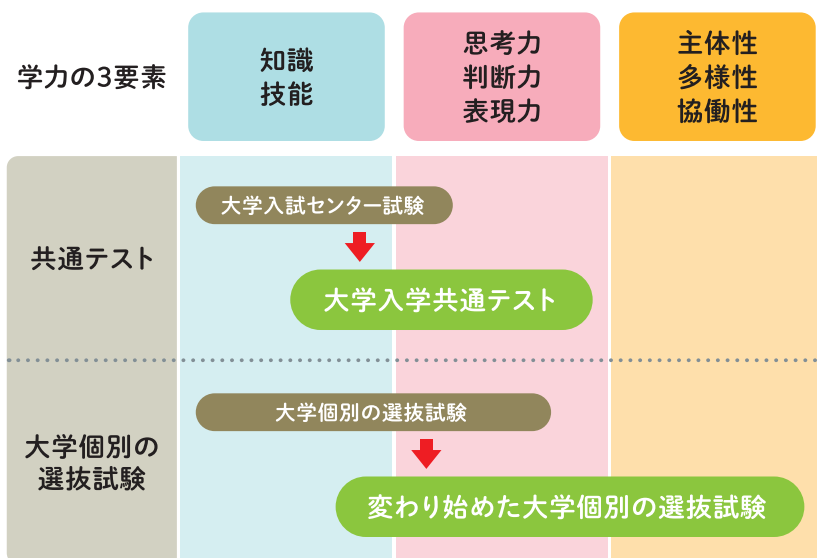 学力の3要素
知識
技能
思考力
判断力
表現力
主体性
多様性
協働性
共通テスト
大学入試センター試験
大学入学共通テスト
大学個別の
選抜試験
大学個別の選抜試験
変わり始めた大学個別の選抜試験